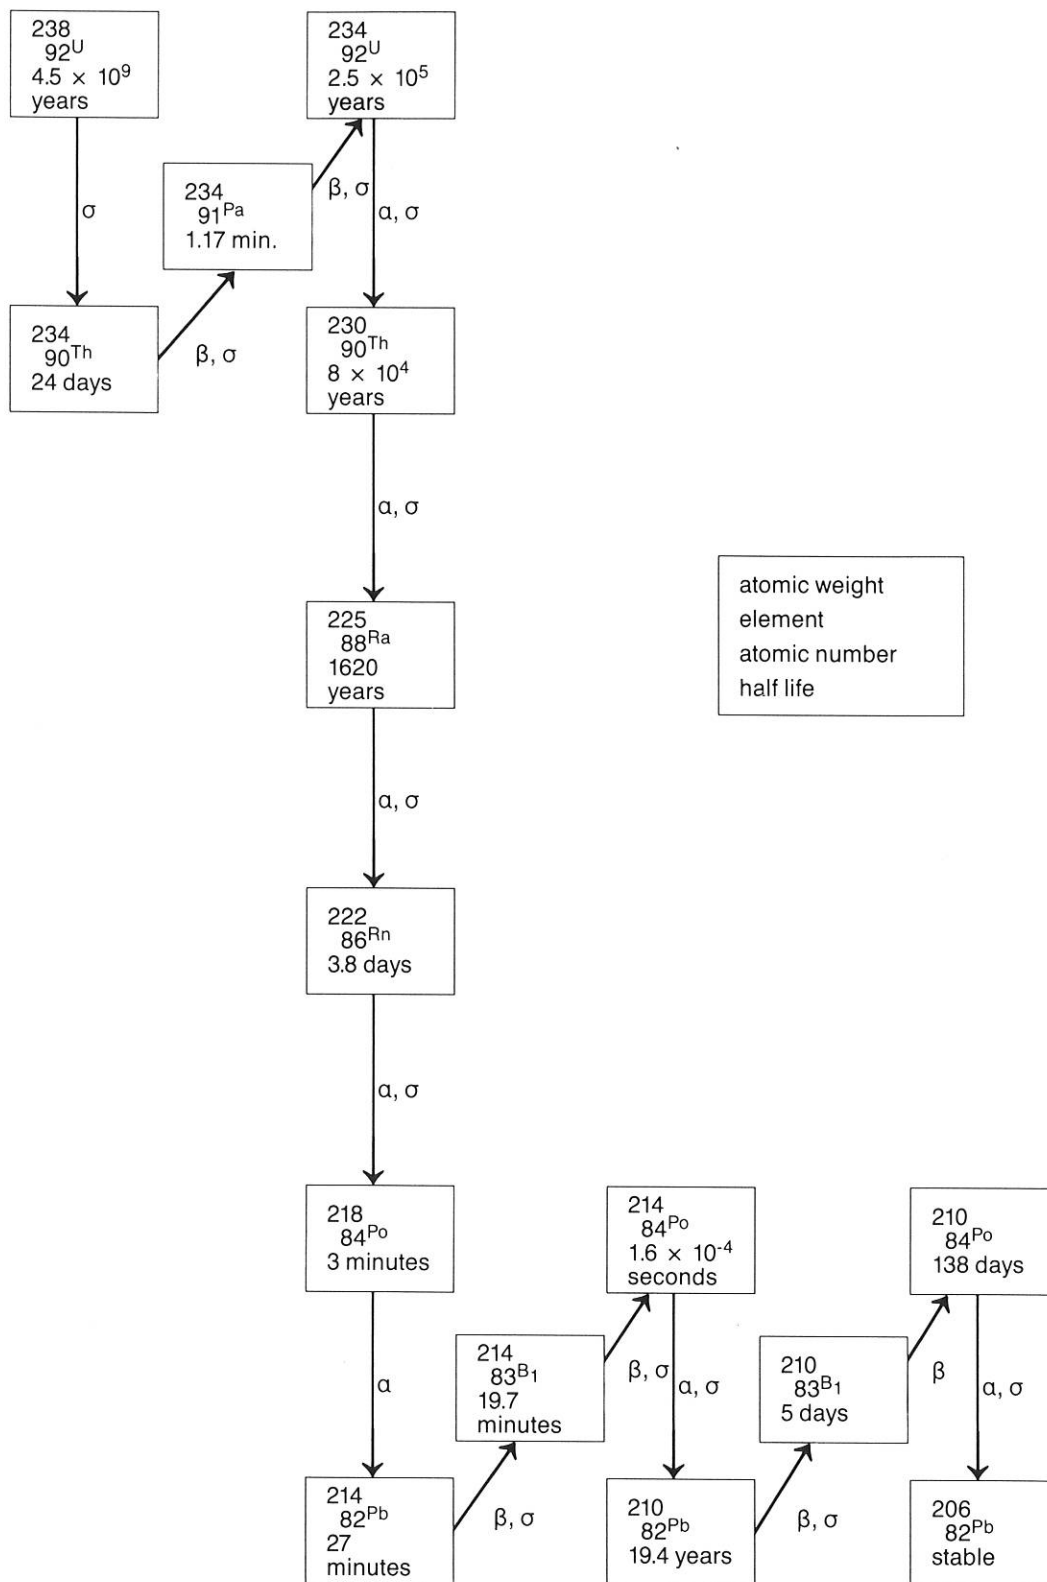 238
92U
4.5 × 10⁹
years
234
92U
2.5 × 10⁵
years
σ
234
91Pa
1.17 min.
β, σ
α, σ
234
90Th
24 days
β, σ
230
90Th
8 × 10⁴
years
α, σ
225
88Ra
1620
years
atomic weight
element
atomic number
half life
α, σ
222
86Rn
3.8 days
α, σ
218
84Po
3 minutes
214
84Po
1.6 × 10⁻⁴
seconds
210
84Po
138 days
α
214
83B1
19.7
minutes
β, σ
α, σ
210
83B1
5 days
β
α, σ
214
82Pb
27
minutes
β, σ
210
82Pb
19.4 years
β, σ
206
82Pb
stable